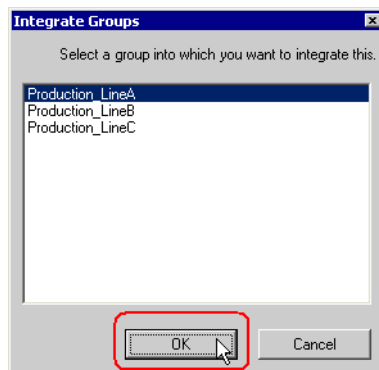 Integrate Groups
Select a group into which you want to integrate this.
Production_LineA
Production_LineB
Production_LineC
OK
Cancel